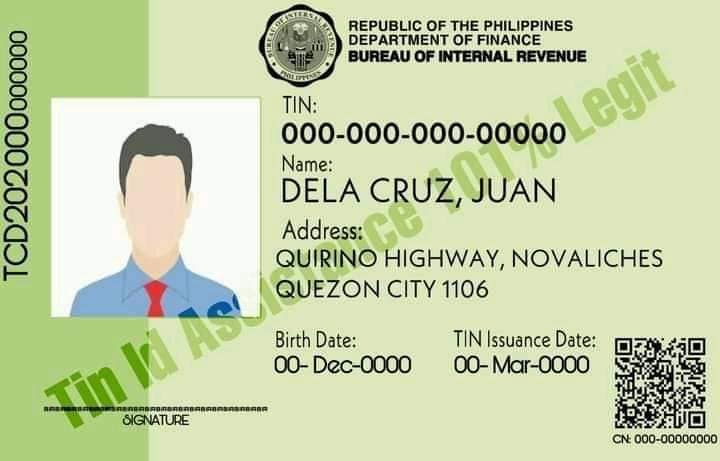 REPUBLIC OF THE PHILIPPINES
DEPARTMENT OF FINANCE
BUREAU OF INTERNAL REVENUE
BUREAU OF INTERNAL REVENUE
PHILIPPINES
TCD202000000000
TIN:
000-000-000-00000
Name:
DELA CRUZ, JUAN
Address:
QUIRINO HIGHWAY, NOVALICHES
QUEZON CITY 1106
Birth Date:
00- Dec-0000
TIN Issuance Date:
00- Mar-0000
SIGNATURE
CN: 000-00000000
Tin Id Assistance 101% Legit